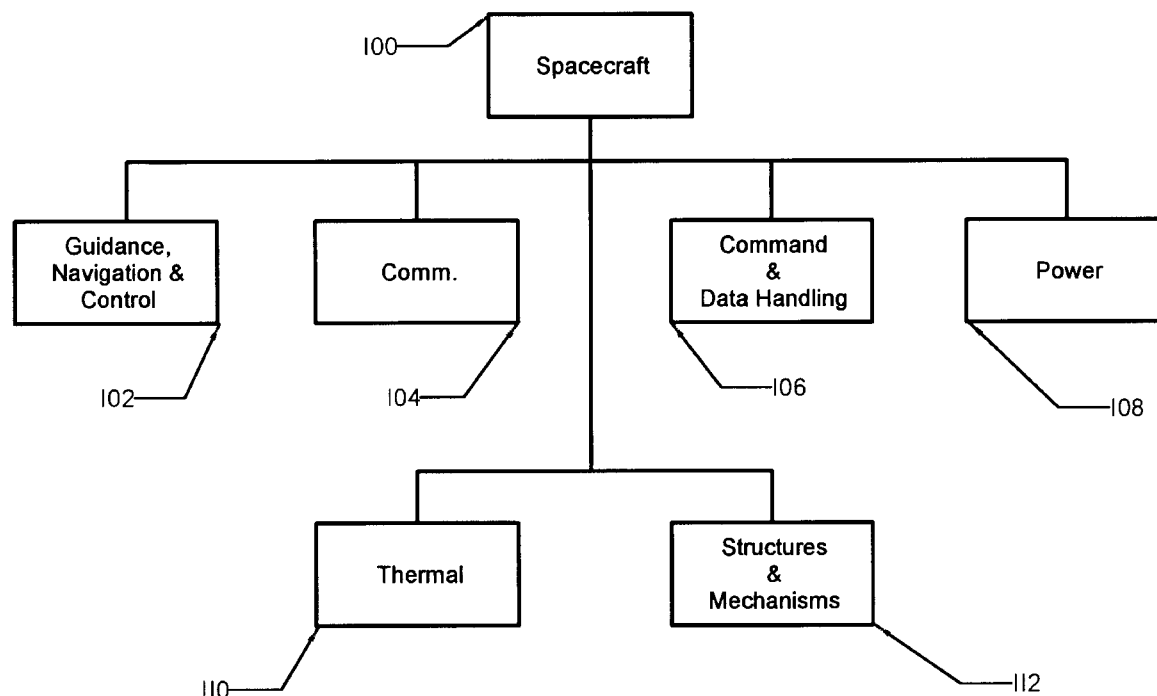 100
Spacecraft
Guidance,
Navigation &
Control
Comm.
Command
&
Data Handling
Power
102
104
106
108
Thermal
Structures
&
Mechanisms
110
112